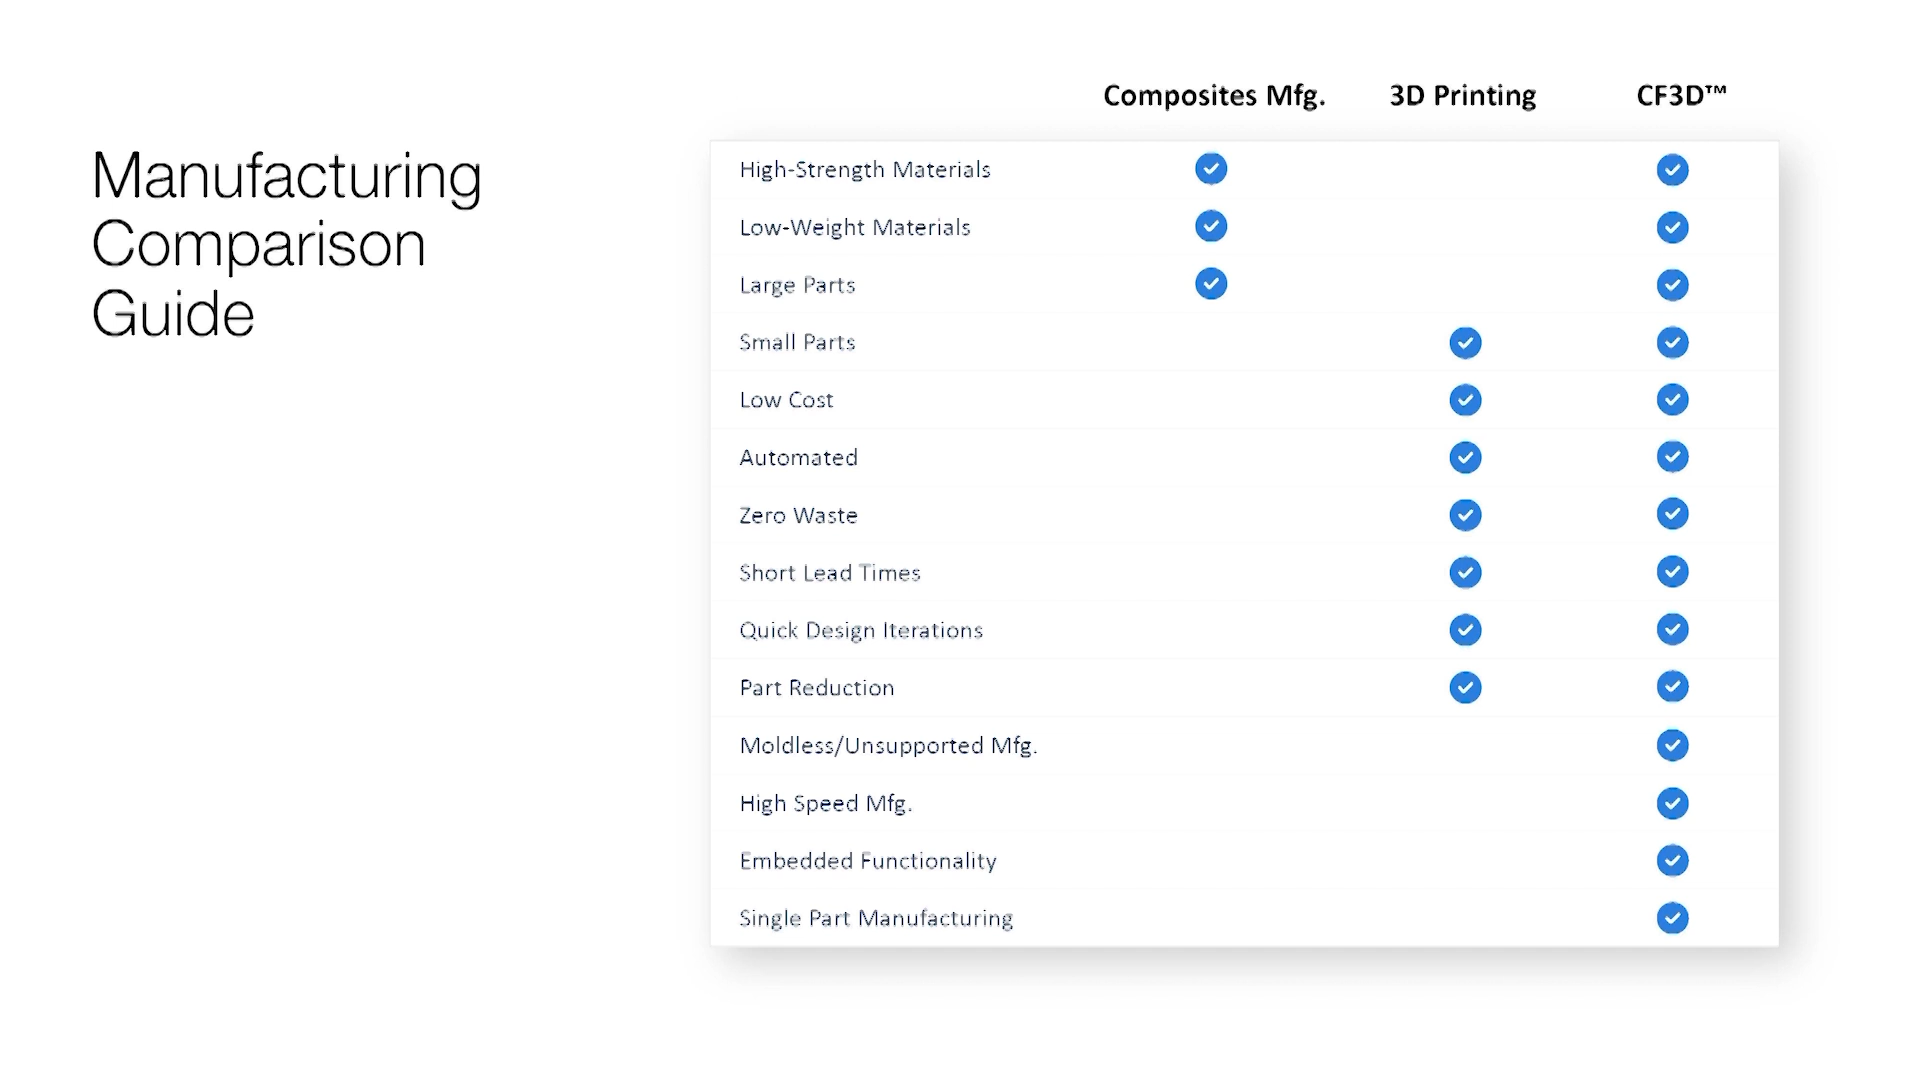 Manufacturing
Comparison
Guide
Composites Mfg. 3D Printing CF3D™
High-Strength Materials
Low-Weight Materials
Large Parts
Small Parts
Low Cost
Automated
Zero Waste
Short Lead Times
Quick Design Iterations
Part Reduction
Moldless/Unsupported Mfg.
High Speed Mfg.
Embedded Functionality
Single Part Manufacturing